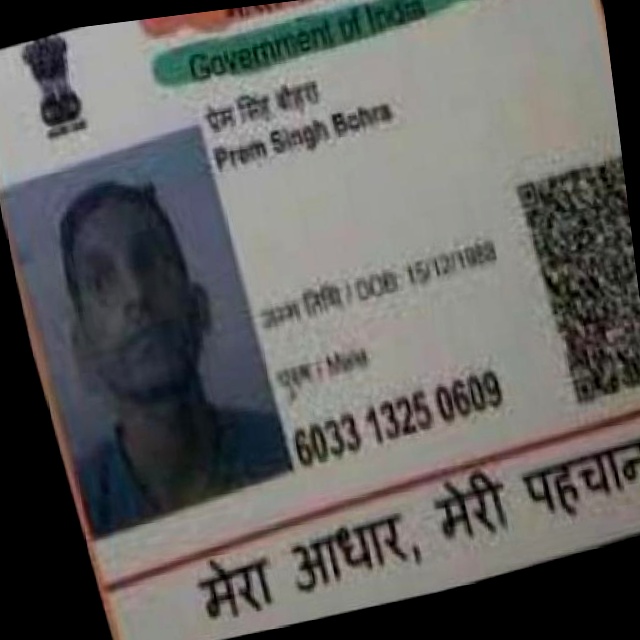 Government of India
प्रेम सिंह बोहरा
Prem Singh Bohra
जन्म तिथि / DOB: 15/12/1988
पुरुष / Male
6033 1325 0609
मेरा आधार, मेरी पहचान